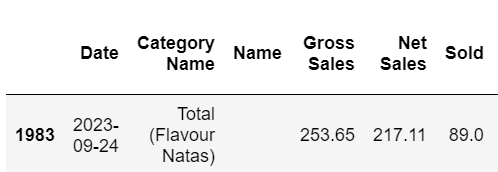 Date Category Name Name Gross Sales Net Sales Sold
1983 2023-09-24 Total (Flavour Natas) 253.65 217.11 89.0